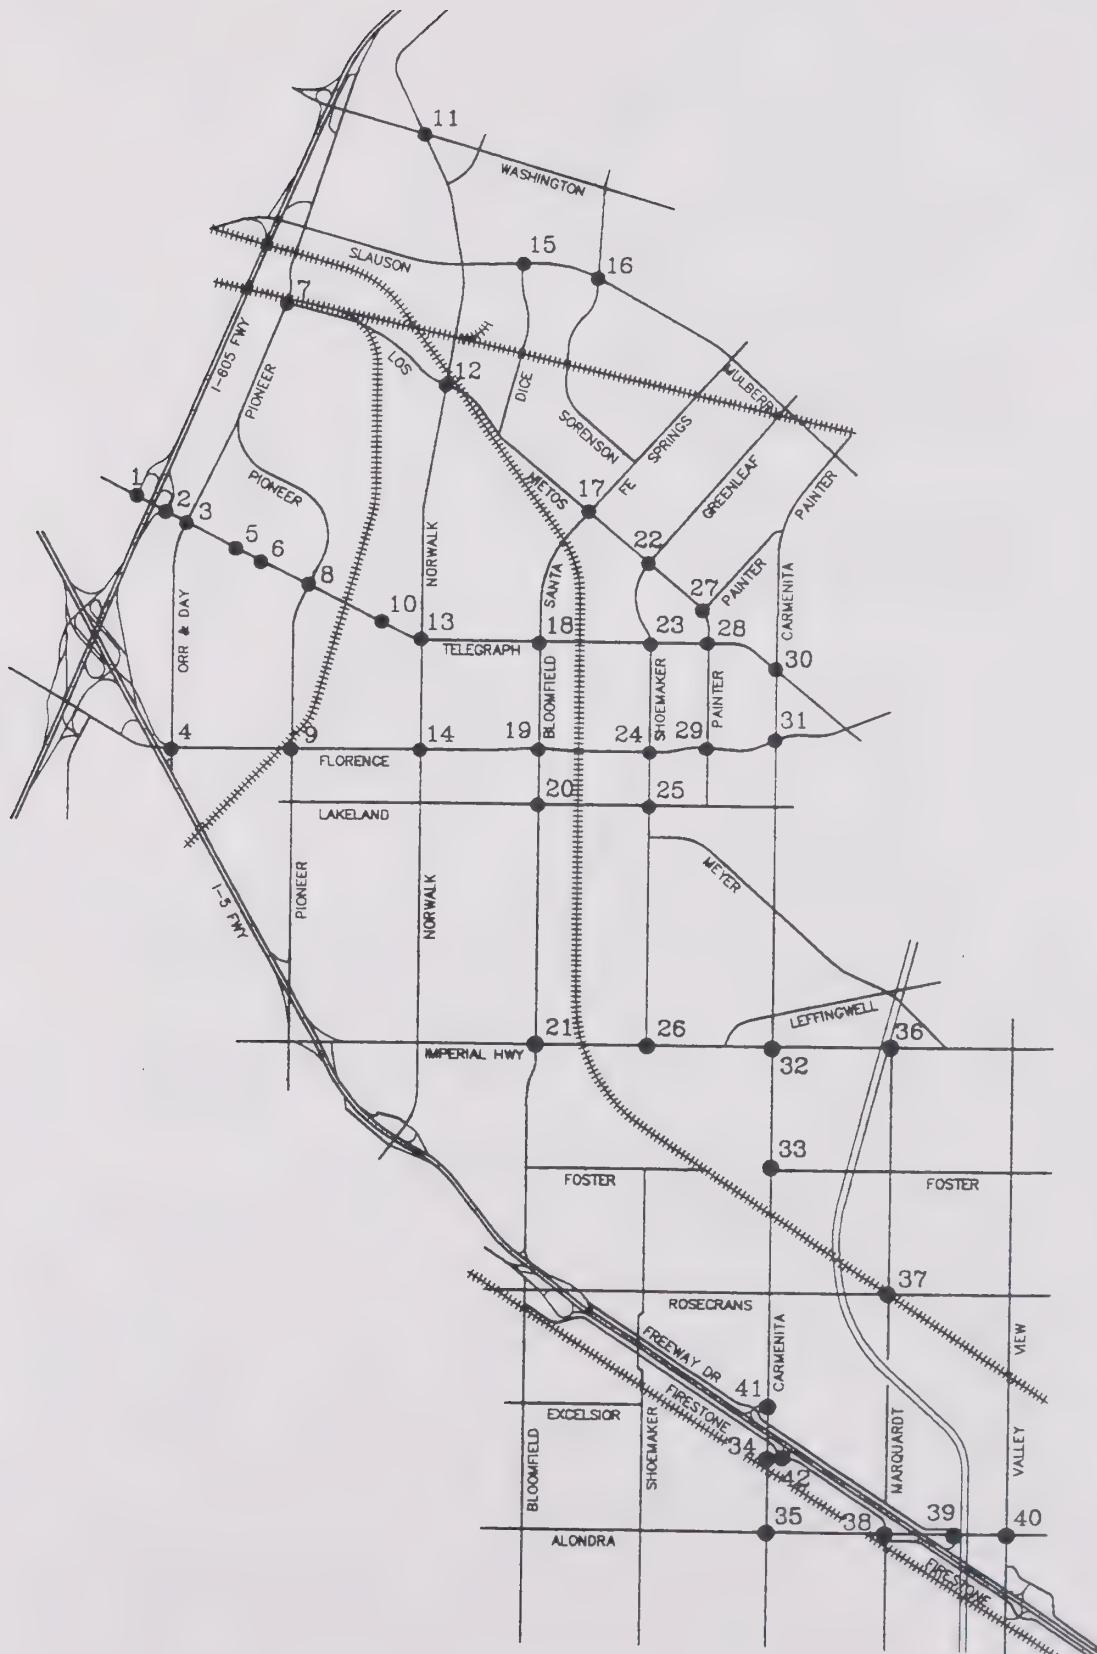 11
WASHINGTON
15
16
SLAUSON
7
LOS
12
I-605 FWY
PIONEER
DICE
MULBERRY
SORENSON
SPRINGS
FE
GREENLEAF
PAINTER
1
2
3
PIONEER
METOS
17
5
6
22
8
NORWALK
SANTA
27
PAINTER
CARMENITA
10
13
18
23
28
TELEGRAPH
ORR & DAY
BLOOMFIELD
SHOEMAKER
PAINTER
30
4
9
14
19
24
29
31
FLORENCE
20
25
LAKELAND
I-5 FWY
PIONEER
NORWALK
MEYER
LEFFINGWELL
21
26
36
IMPERIAL HWY
32
33
FOSTER
FOSTER
37
ROSECRANS
FREEWAY DR
CARMENITA
VIEW
41
FIRESTONE
EXCELSIOR
34
42
BLOOMFIELD
SHOEMAKER
MARQUARDT
VALLEY
35
38
39
40
ALONDRA
FIRESTONE